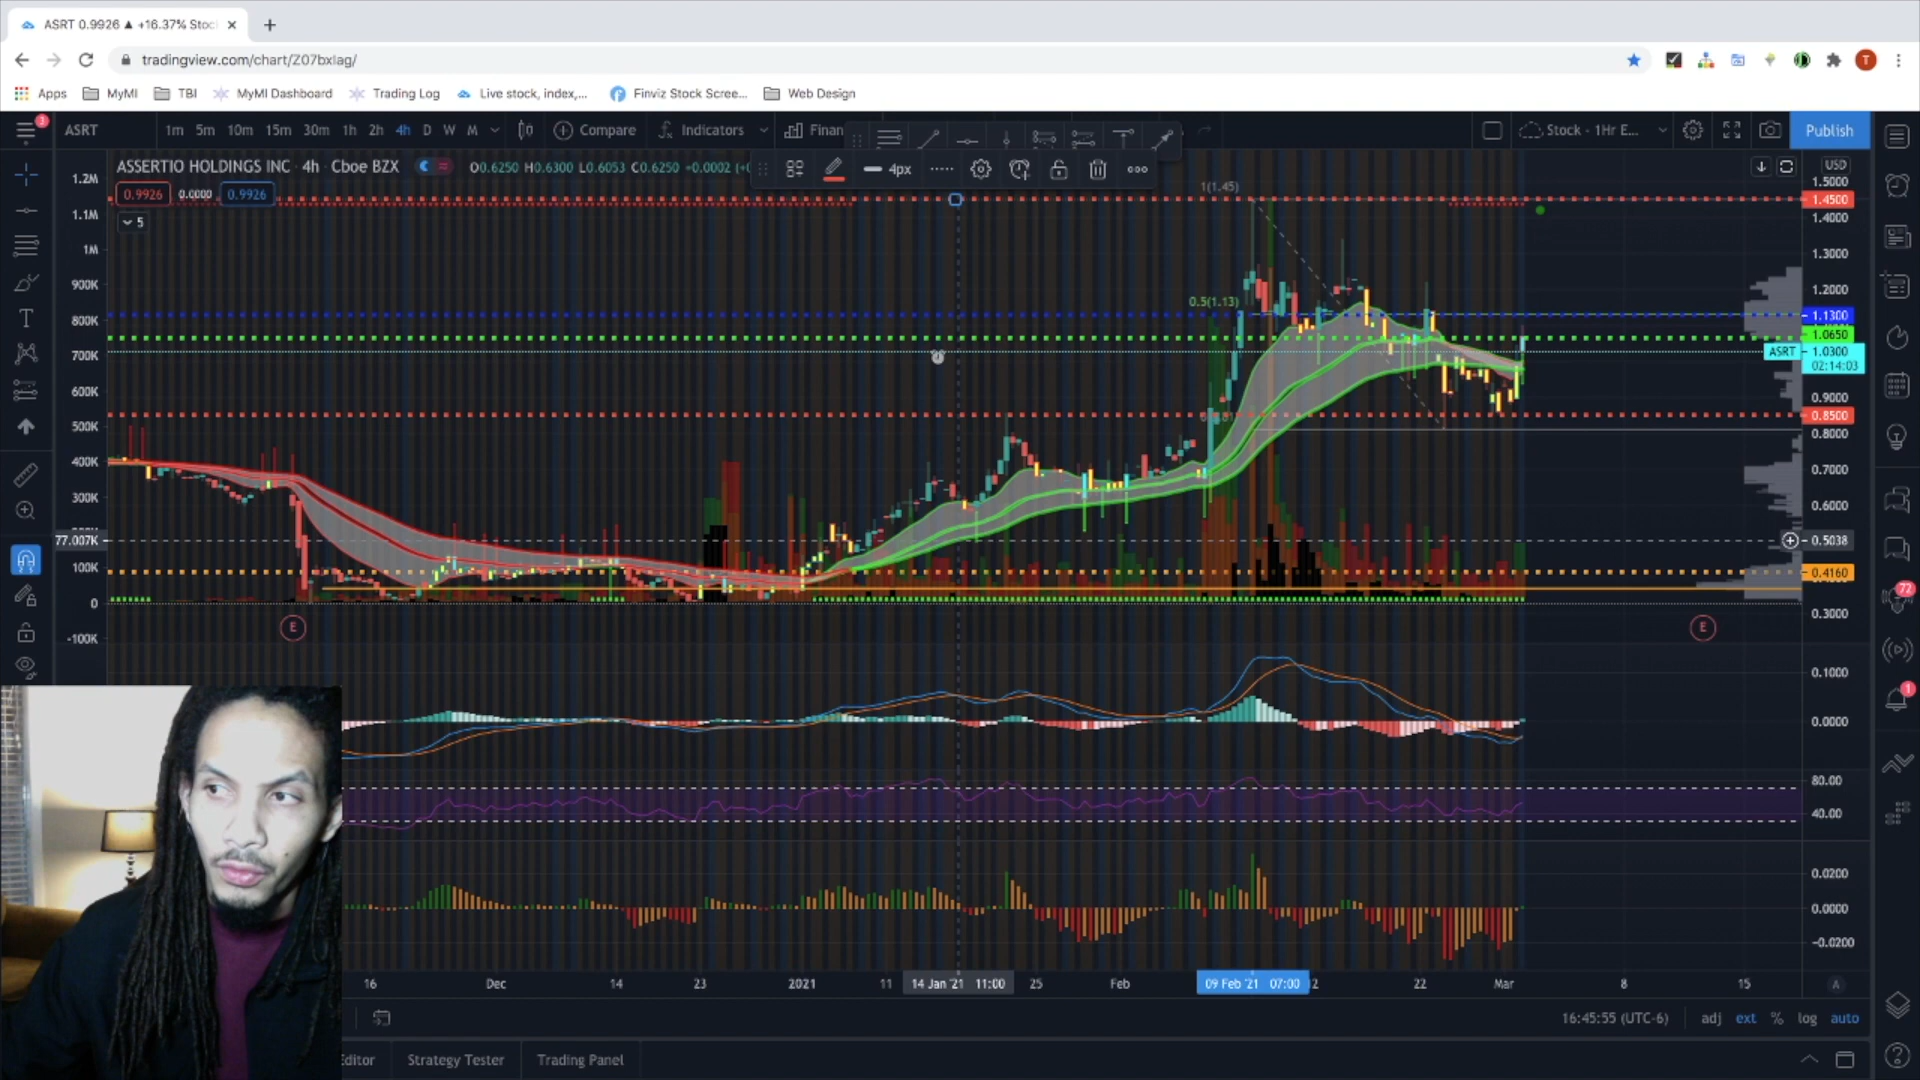 ASRT 0.9926 ▲ +16.37% Stoc
tradingview.com/chart/Z07bxlag/
T
Apps MyMI TBI MyMI Dashboard Trading Log Live stock, index,... Finviz Stock Scree... Web Design
3
ASRT 1m 5m 10m 15m 30m 1h 2h 4h D W M Compare Indicators Finan Stock - 1Hr E... Publish
ASSERTIO HOLDINGS INC · 4h · Cboe BZX O0.6250 H0.6300 L0.6053 C0.6250 -0.0002 (+0 4px
0.9926 0.0000 0.9926
5
1.2M
1.1M
1M
900K
800K
700K
600K
500K
400K
300K
77.007K
100K
0
-100K
1(1.45)
0.5(1.13)
USD
1.5000
1.4500
1.4000
1.3000
1.2000
1.1300
1.0650
ASRT 1.0300
02:14:03
0.9000
0.8500
0.8000
0.7000
0.6000
0.5038
0.4160
0.3000
E E
0.1000
0.0000
80.00
40.00
0.0200
0.0000
-0.0200
72
1
16 Dec 14 23 2021 11 14 Jan '21 11:00 25 Feb 09 Feb '21 07:00 12 22 Mar 8 15 A
16:45:55 (UTC-6) adj ext % log auto
Editor Strategy Tester Trading Panel